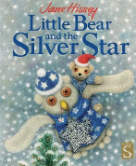 Jane Hissey
Little Bear
and the
Silver Star